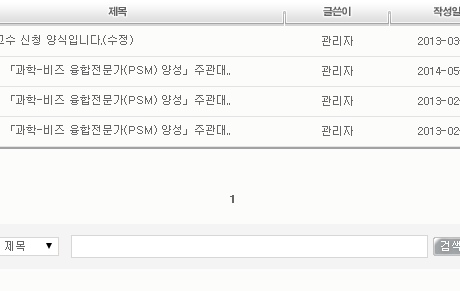 제목 글쓴이 작성일
교수 신청 양식입니다.(수정) 관리자 2013-03
「과학-비즈 융합전문가(PSM) 양성」주관대.. 관리자 2014-05
「과학-비즈 융합전문가(PSM) 양성」주관대.. 관리자 2013-02
「과학-비즈 융합전문가(PSM) 양성」주관대.. 관리자 2013-02
1
제목 ▼ 검색